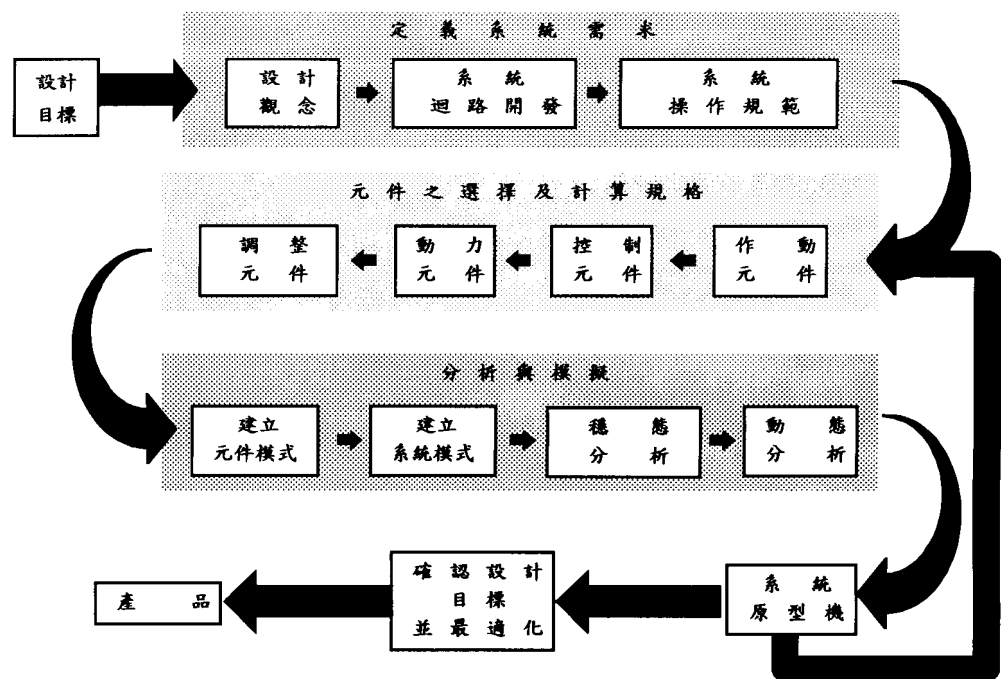 定義系統需求
設計
目標
設計
觀念
系統
迴路開發
系統
操作規範
元件之選擇及計算規格
調整
元件
動力
元件
控制
元件
作動
元件
分析與模擬
建立
元件模式
建立
系統模式
穩態
分析
動態
分析
產品
確認設計
目標
並最適化
系統
原型機